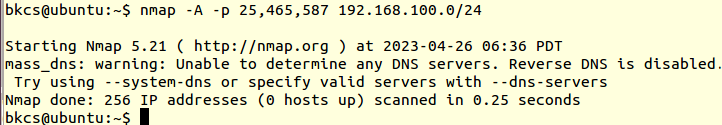 bkcs@ubuntu:~$ nmap -A -p 25,465,587 192.168.100.0/24
Starting Nmap 5.21 ( http://nmap.org ) at 2023-04-26 06:36 PDT
mass_dns: warning: Unable to determine any DNS servers. Reverse DNS is disabled.
 Try using --system-dns or specify valid servers with --dns-servers
Nmap done: 256 IP addresses (0 hosts up) scanned in 0.25 seconds
bkcs@ubuntu:~$